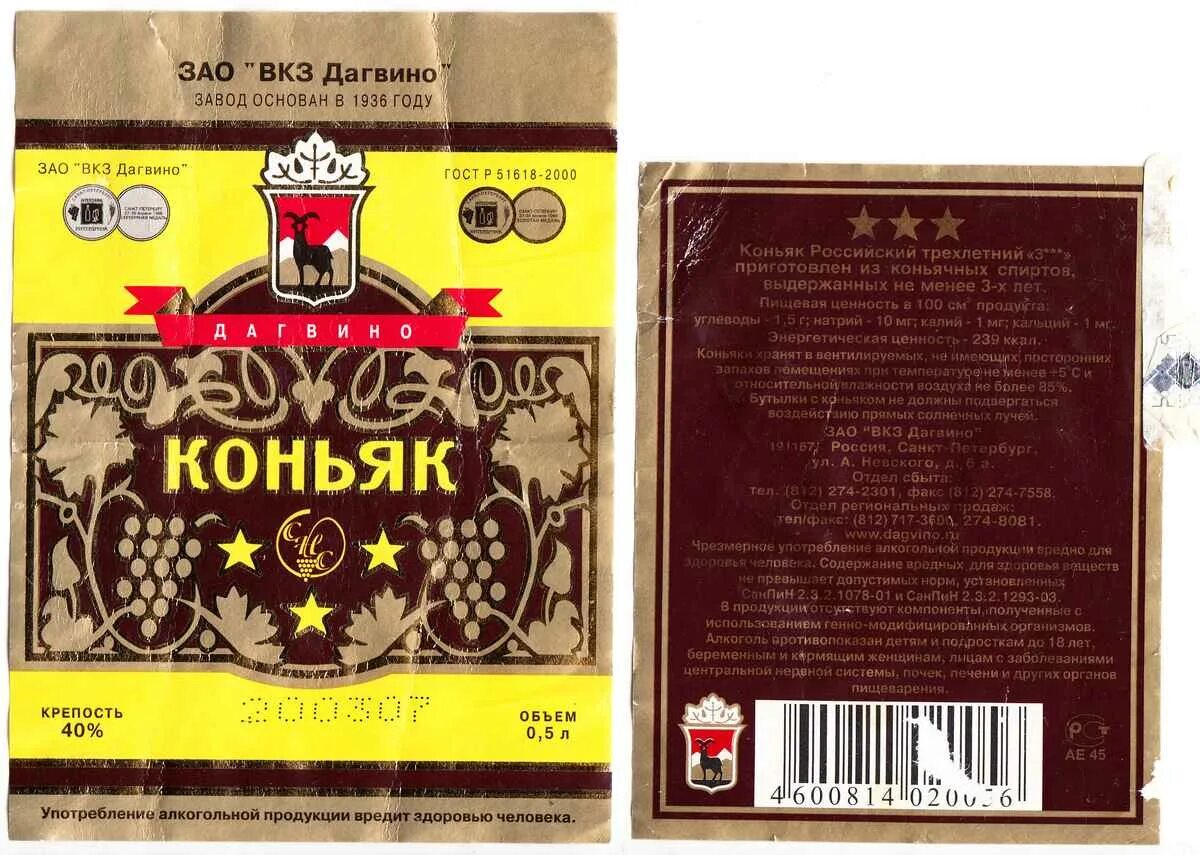 ЗАО "ВКЗ Дагвино"
ЗАВОД ОСНОВАН В 1936 ГОДУ
ЗАО "ВКЗ Дагвино"
ГОСТ Р 51618-2000
ДАГВИНО
КОНЬЯК
200307
КРЕПОСТЬ
40%
ОБЪЕМ
0,5 л
Употребление алкогольной продукции вредит здоровью человека.
Коньяк Российский трехлетний «3***»
приготовлен из коньячных спиртов,
выдержанных не менее 3-х лет.
Пищевая ценность в 100 см³ продукта:
углеводы - 1,5 г; натрий - 10 мг; калий - 1 мг; кальций - 1 мг.
Энергетическая ценность - 239 ккал.
Коньяки хранят в вентилируемых, не имеющих посторонних
запахов помещениях при температуре не менее +5°С и
относительной влажности воздуха не более 85%.
Бутылки с коньяком не должны подвергаться
воздействию прямых солнечных лучей.
ЗАО "ВКЗ Дагвино"
191167, Россия, Санкт-Петербург,
ул. А. Невского, д. 6 а.
Отдел сбыта:
тел. (812) 274-2301, факс (812) 274-7558.
Отдел региональных продаж:
тел/факс: (812) 717-3600, 274-8081.
www.dagvino.ru
Чрезмерное употребление алкогольной продукции вредно для
здоровья человека. Содержание вредных для здоровья веществ
не превышает допустимых норм, установленных
СанПиН 2.3.2.1078-01 и СанПиН 2.3.2.1293-03.
В продукции отсутствуют компоненты, полученные с
использованием генно-модифицированных организмов.
Алкоголь противопоказан детям и подросткам до 18 лет,
беременным и кормящим женщинам, лицам с заболеваниями
центральной нервной системы, почек, печени и других органов
пищеварения.
РСТ
АЕ 45
4600814 020056